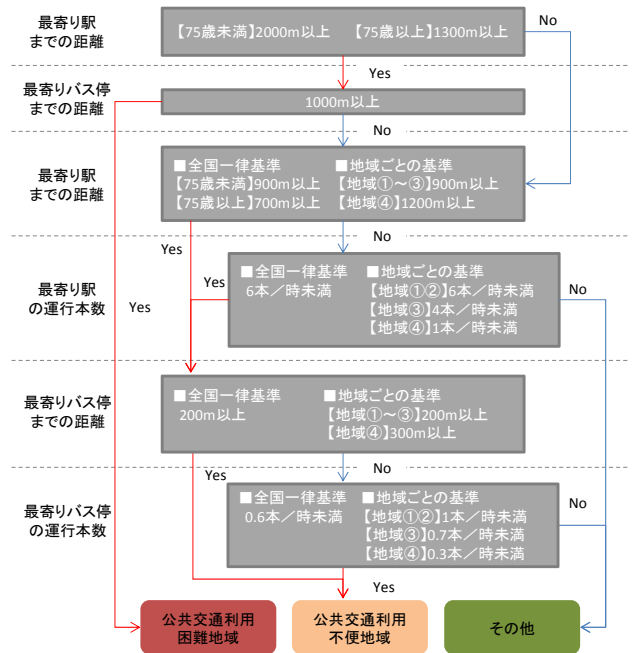 最寄り駅
までの距離
【75歳未満】2000m以上 【75歳以上】1300m以上
No
Yes
最寄りバス停
までの距離
1000m以上
No
最寄り駅
までの距離
■全国一律基準
【75歳未満】900m以上
【75歳以上】700m以上
■地域ごとの基準
【地域①～③】900m以上
【地域④】1200m以上
Yes
No
最寄り駅
の運行本数
Yes
Yes
Yes
■全国一律基準
6本／時未満
■地域ごとの基準
【地域①②】6本／時未満
【地域③】4本／時未満
【地域④】1本／時未満
No
最寄りバス停
までの距離
■全国一律基準
200m以上
■地域ごとの基準
【地域①～③】200m以上
【地域④】300m以上
Yes
No
最寄りバス停
の運行本数
■全国一律基準
0.6本／時未満
■地域ごとの基準
【地域①②】1本／時未満
【地域③】0.7本／時未満
【地域④】0.3本／時未満
No
Yes
公共交通利用
困難地域
公共交通利用
不便地域
その他